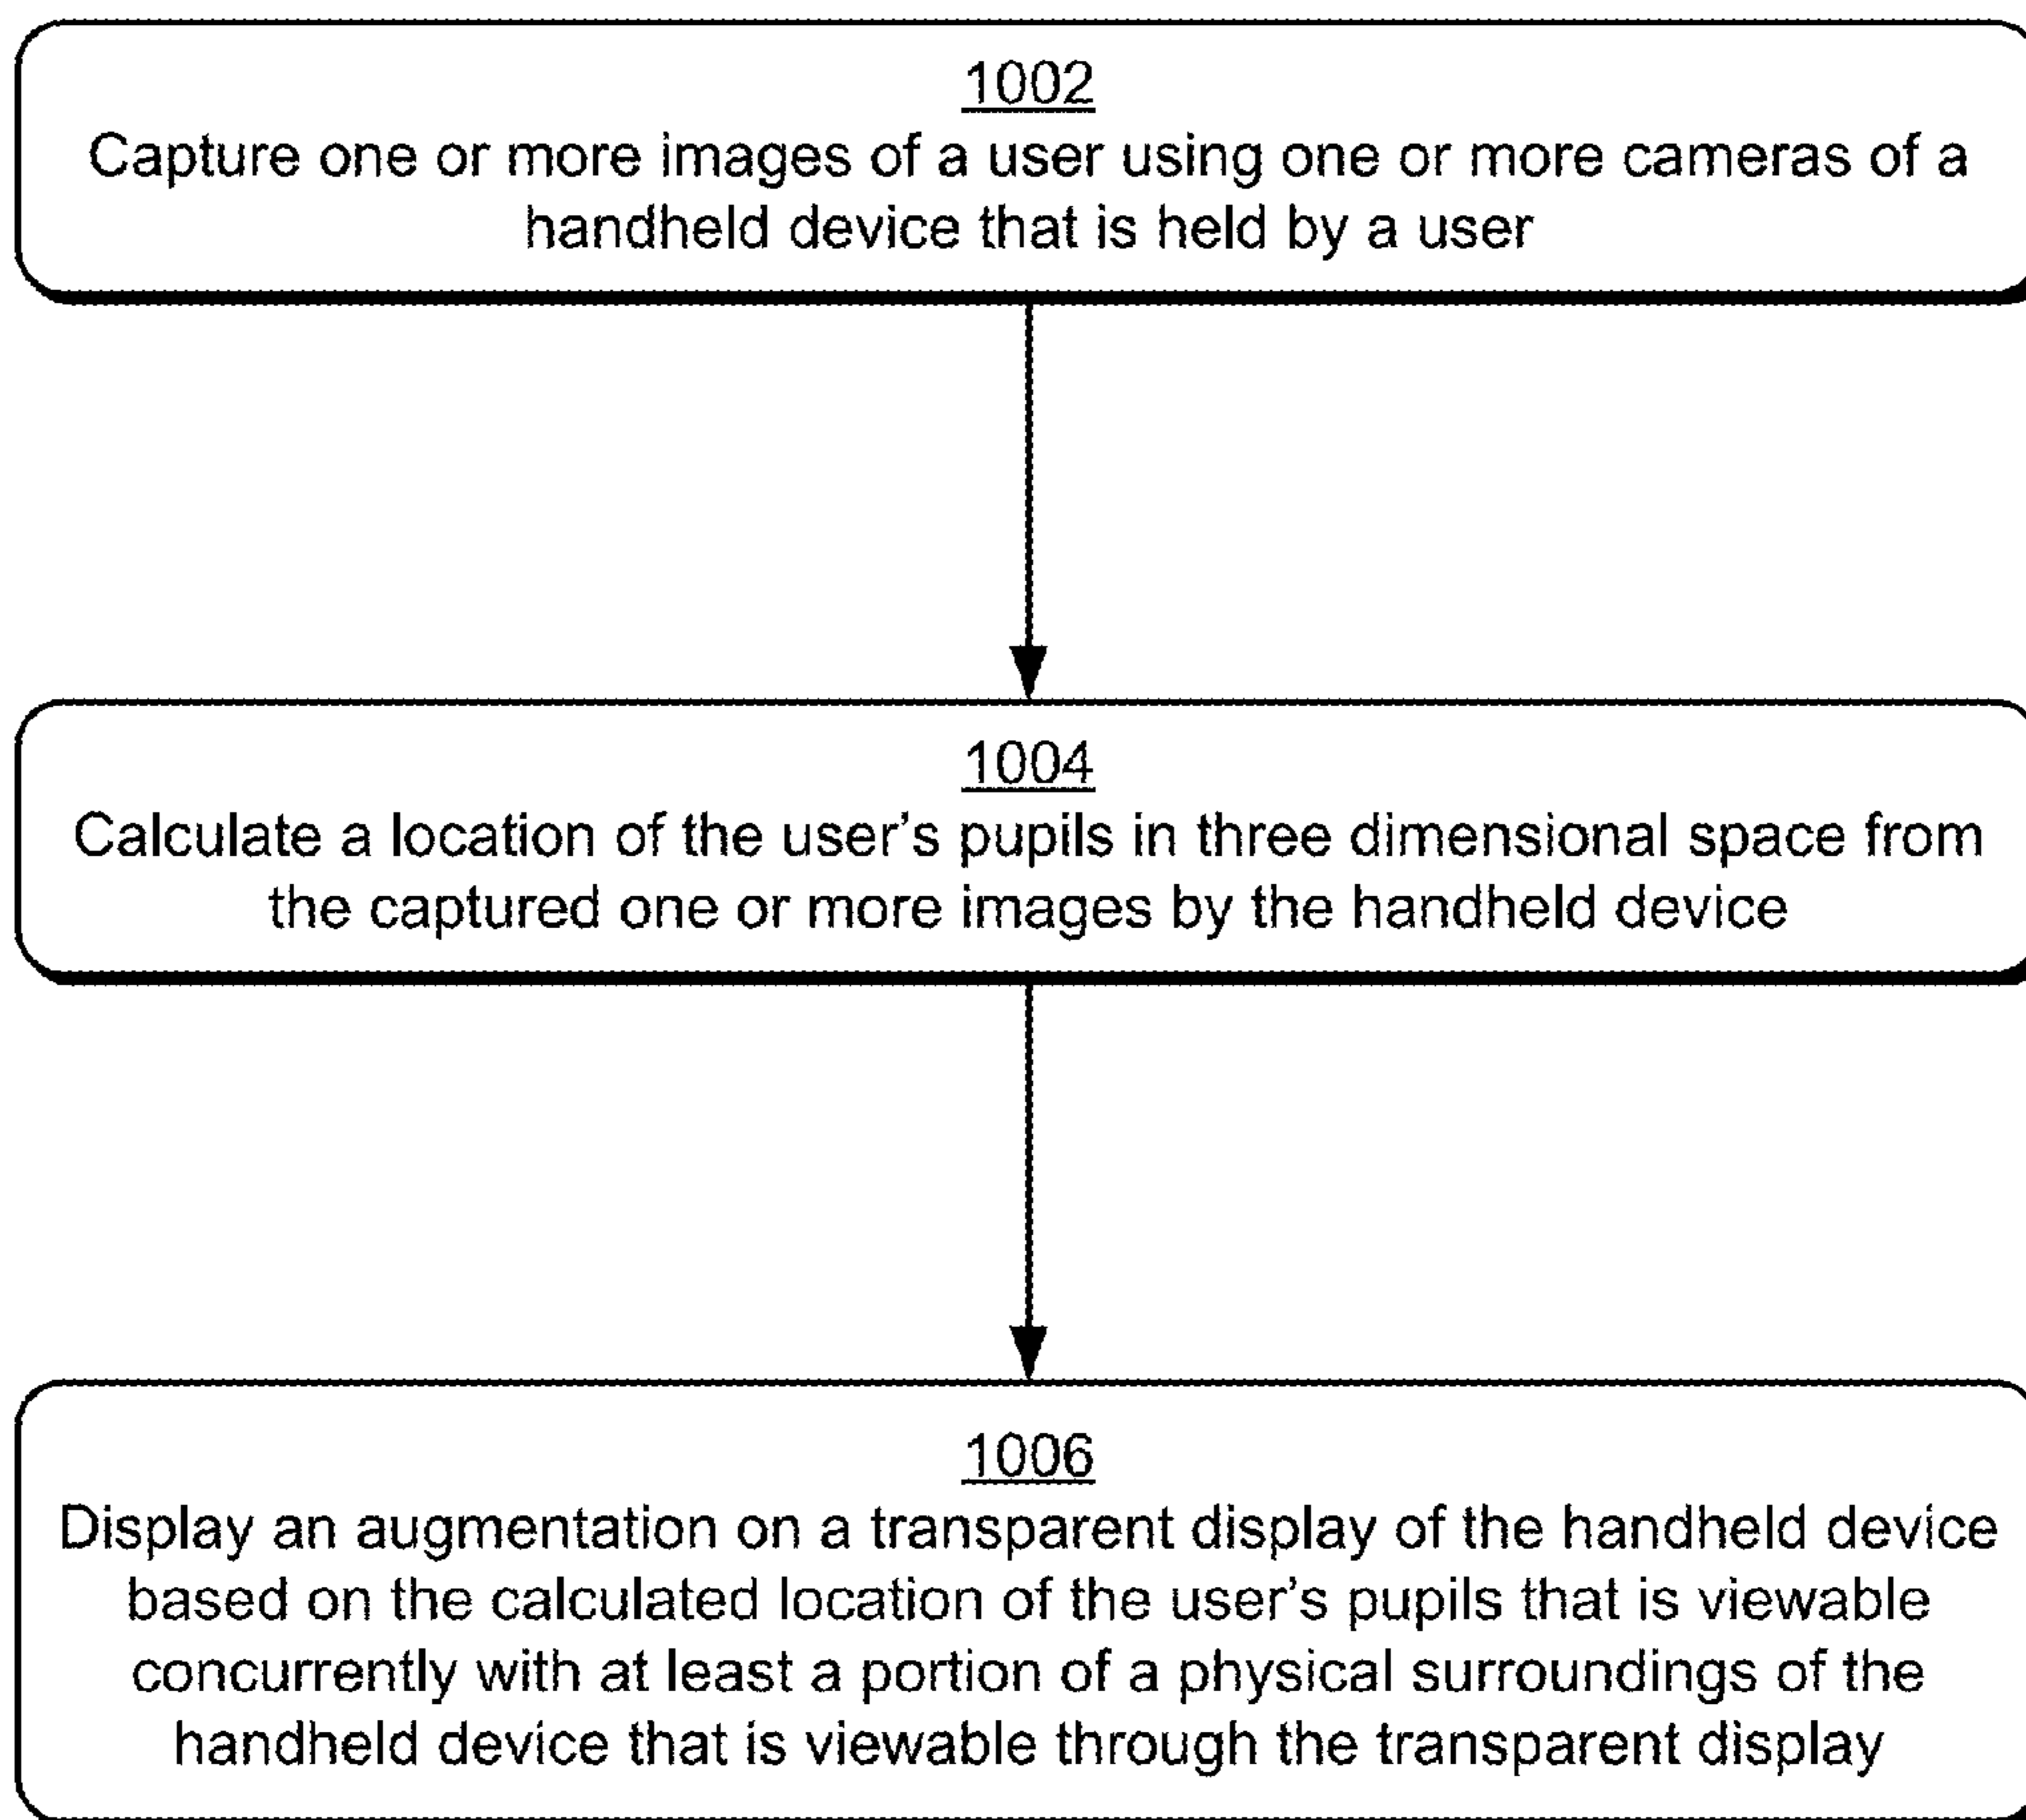 1002
Capture one or more images of a user using one or more cameras of a
handheld device that is held by a user
1004
Calculate a location of the user's pupils in three dimensional space from
the captured one or more images by the handheld device
1006
Display an augmentation on a transparent display of the handheld device
based on the calculated location of the user's pupils that is viewable
concurrently with at least a portion of a physical surroundings of the
handheld device that is viewable through the transparent display